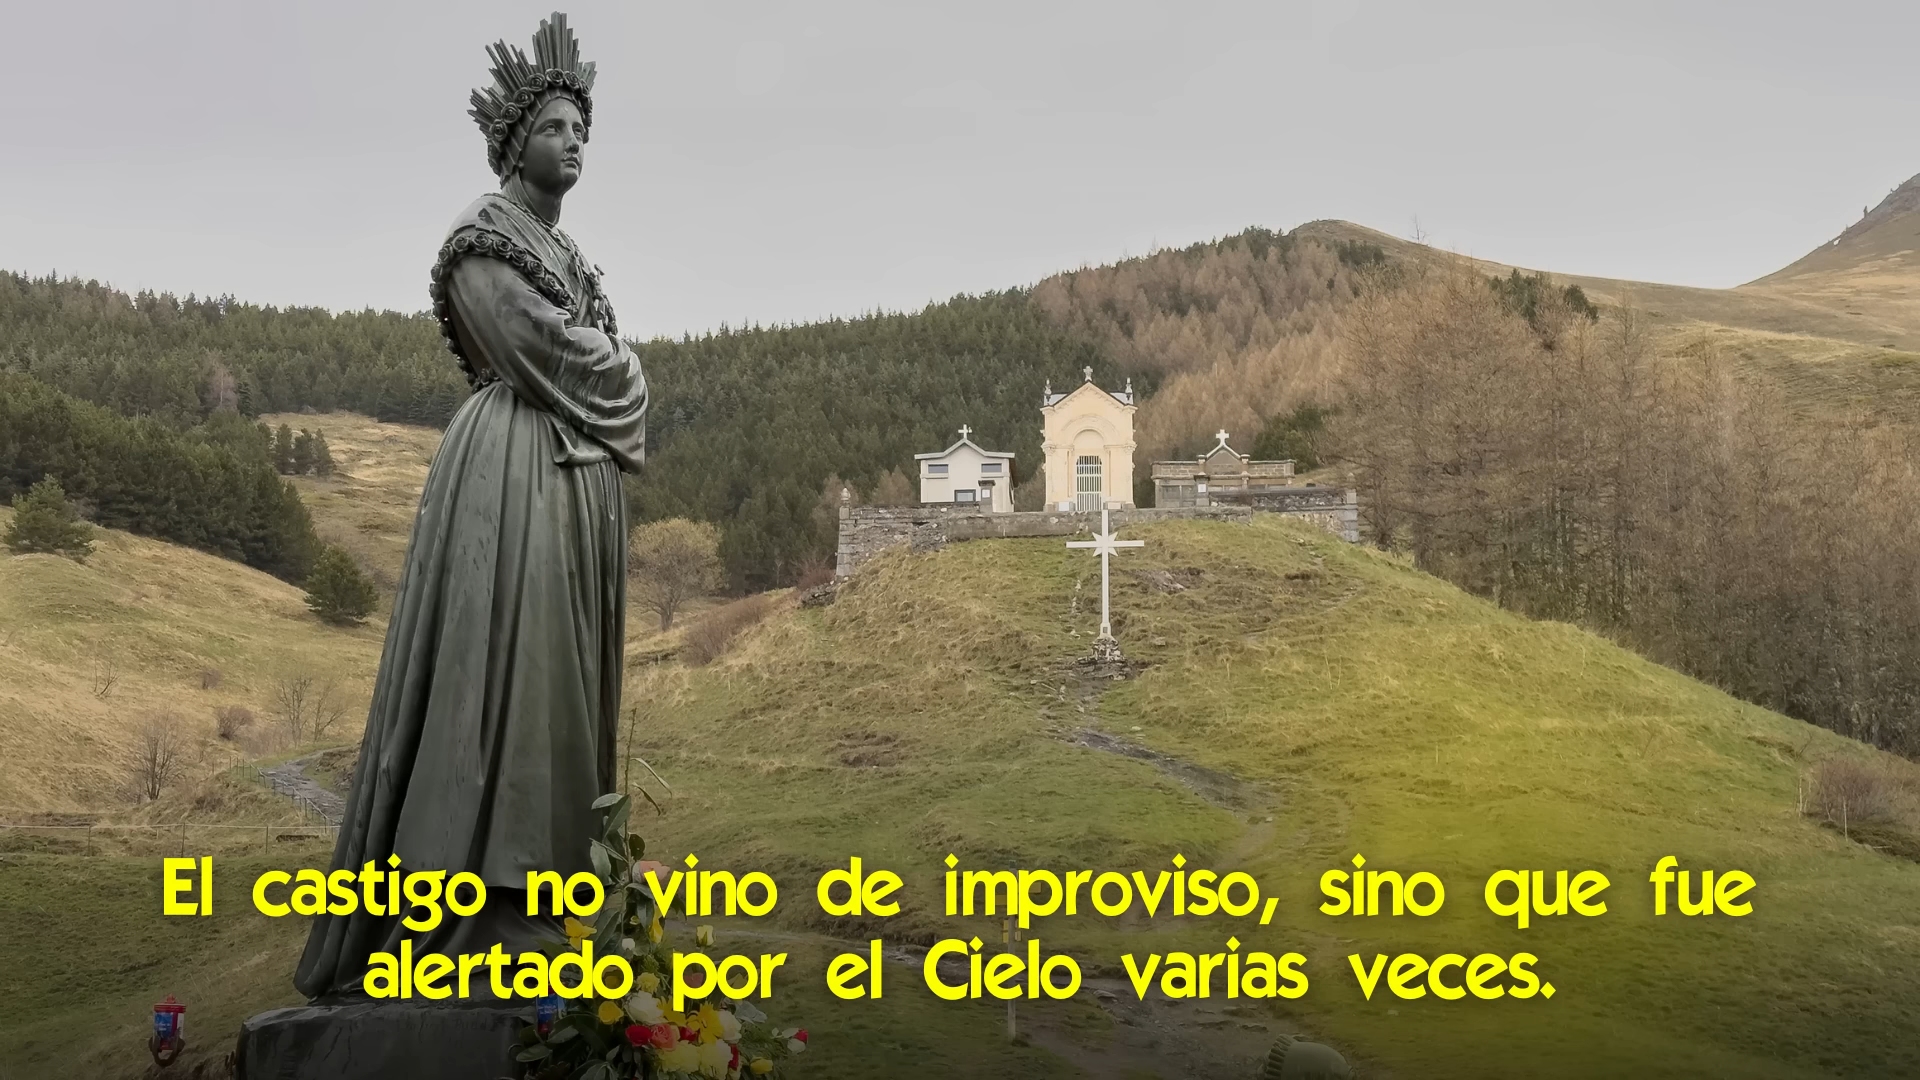 El castigo no vino de improviso, sino que fue
alertado por el Cielo varias veces.